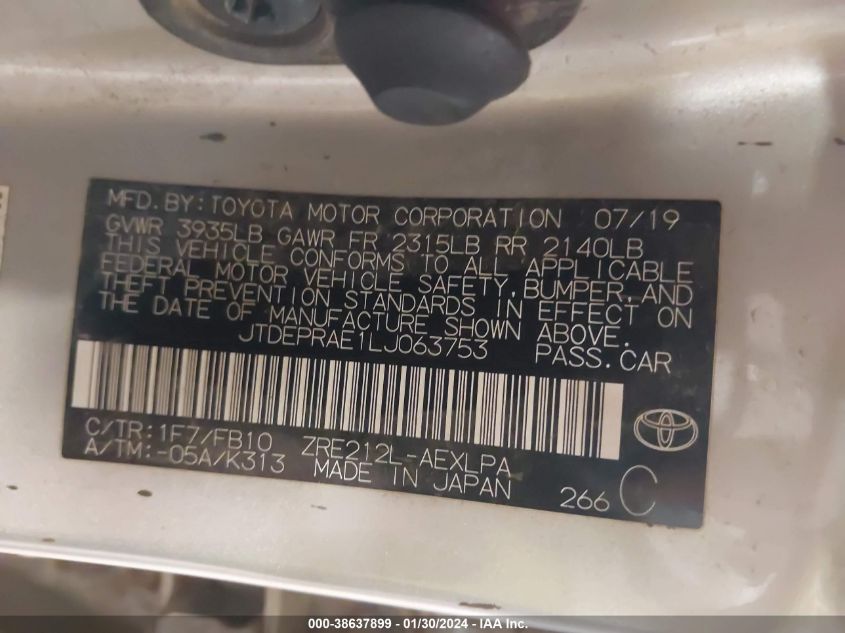 MFD. BY: TOYOTA MOTOR CORPORATION 07/19
GVWR 3935LB GAWR FR 2315LB RR 2140LB
THIS VEHICLE CONFORMS TO ALL APPLICABLE
FEDERAL MOTOR VEHICLE SAFETY, BUMPER, AND
THEFT PREVENTION STANDARDS IN EFFECT ON
THE DATE OF MANUFACTURE SHOWN ABOVE.
JTDEPRAE1LJ063753 PASS. CAR
C/TR: 1F7/FB10 ZRE212L-AEXLPA
A/TM: -05A/K313 MADE IN JAPAN
266 C
000-38637899 - 01/30/2024 - IAA Inc.